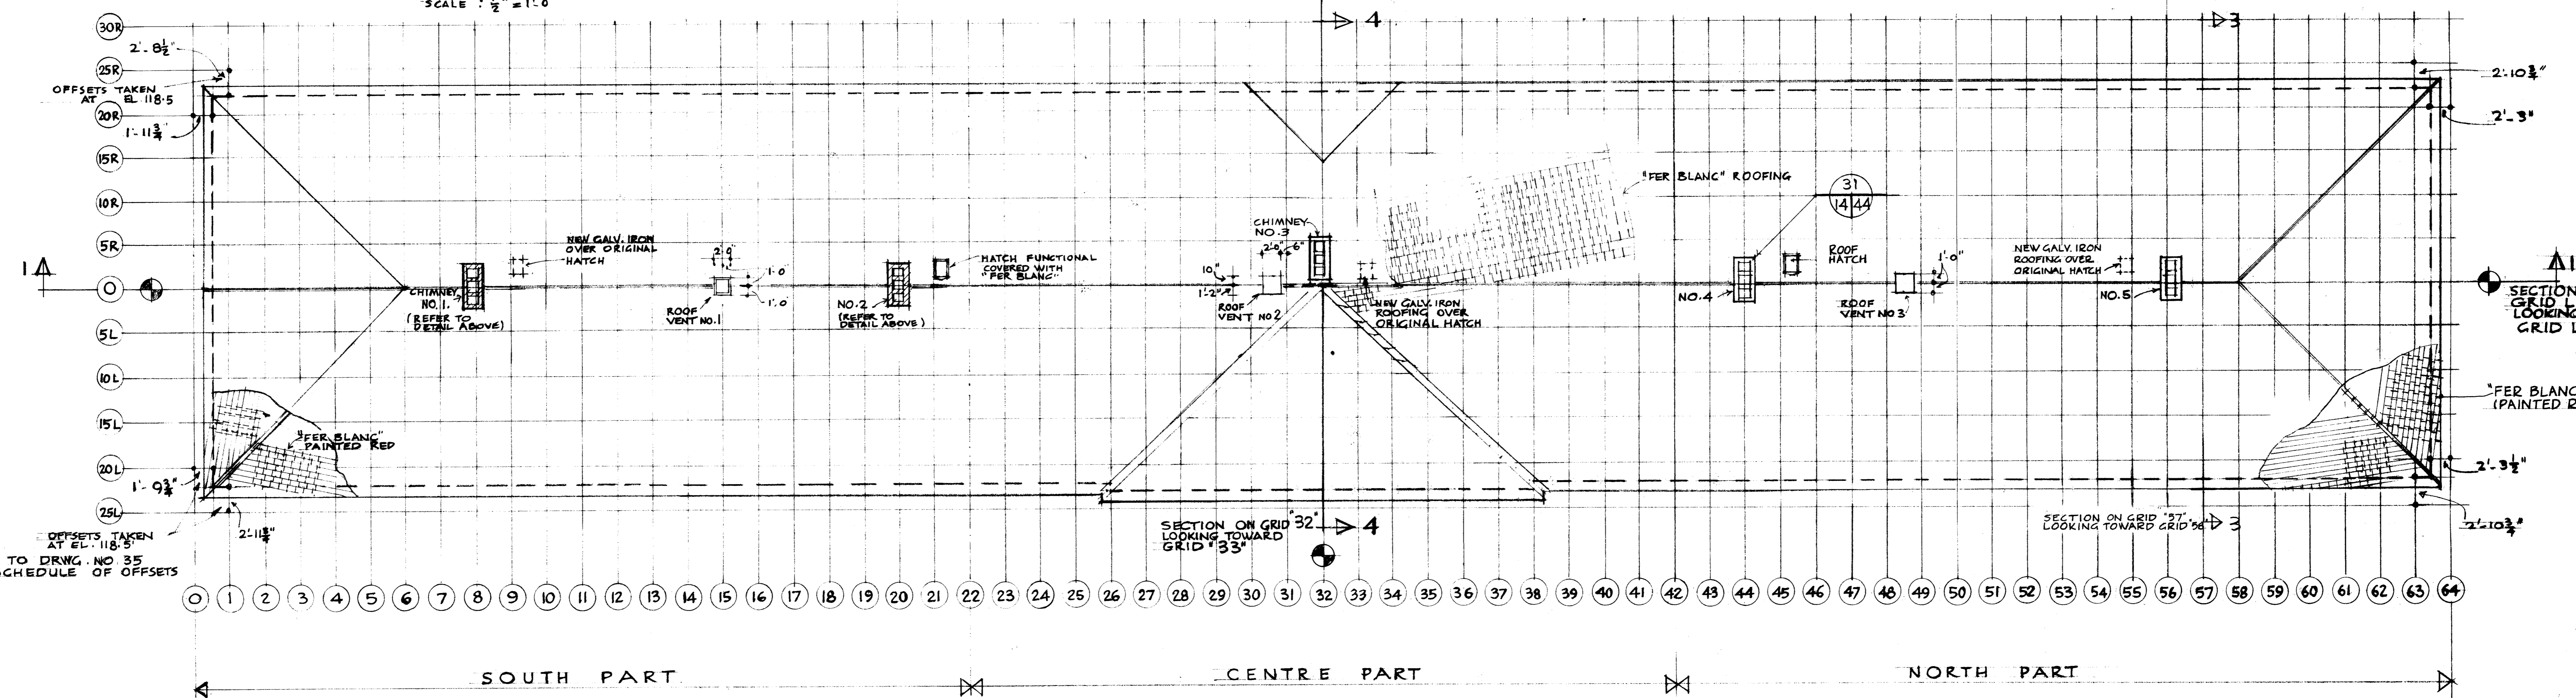 SCALE : ½" = 1'-0
30R
4
3
2'-8½"
25R
2'-10¾"
OFFSETS TAKEN
AT EL 118.5
20R
1'-11¾"
2'-3"
15R
"FER BLANC" ROOFING
31
14 44
10R
CHIMNEY
NO.3
2'0" 6"
5R
NEW GALV. IRON
OVER ORIGINAL
HATCH
2'-0"
1'-0"
1'-0"
HATCH FUNCTIONAL
COVERED WITH
"FER BLANC"
10"
1'-2"
ROOF
HATCH
NEW GALV. IRON
ROOFING OVER
ORIGINAL HATCH
1'-0"
1
1
O
CHIMNEY
NO. 1.
(REFER TO
DETAIL ABOVE)
ROOF
VENT NO.1
NO.2
(REFER TO
DETAIL ABOVE)
ROOF
VENT NO 2
NEW GALV. IRON
ROOFING OVER
ORIGINAL HATCH
NO.4
ROOF
VENT NO 3
NO.5
SECTION
GRID L
LOOKING
GRID L
5L
10L
"FER BLANC
(PAINTED R
15L
"FER BLANC"
PAINTED RED
20L
1'-9¾"
2'-3½"
25L
2'-11¾"
OFFSETS TAKEN
AT EL. 118.5'
TO DRWG. NO. 35
SCHEDULE OF OFFSETS
SECTION ON GRID "32"
LOOKING TOWARD
GRID "33"
4
SECTION ON GRID "57"
LOOKING TOWARD GRID "58"
3
2'-10¾"
0 1 2 3 4 5 6 7 8 9 10 11 12 13 14 15 16 17 18 19 20 21 22 23 24 25 26 27 28 29 30 31 32 33 34 35 36 37 38 39 40 41 42 43 44 45 46 47 48 49 50 51 52 53 54 55 56 57 58 59 60 61 62 63 64
SOUTH PART
CENTRE PART
NORTH PART